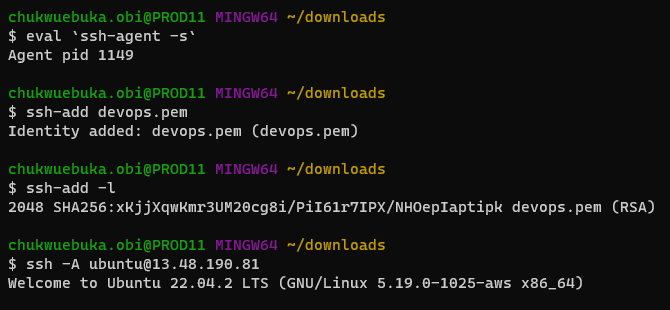 chukwuebuka.obi@PROD11 MINGW64 ~/downloads
$ eval `ssh-agent -s`
Agent pid 1149
chukwuebuka.obi@PROD11 MINGW64 ~/downloads
$ ssh-add devops.pem
Identity added: devops.pem (devops.pem)
chukwuebuka.obi@PROD11 MINGW64 ~/downloads
$ ssh-add -l
2048 SHA256:xKjjXqwKmr3UM20cg8i/PiI61r7IPX/NHOepIaptipk devops.pem (RSA)
chukwuebuka.obi@PROD11 MINGW64 ~/downloads
$ ssh -A ubuntu@13.48.190.81
Welcome to Ubuntu 22.04.2 LTS (GNU/Linux 5.19.0-1025-aws x86_64)